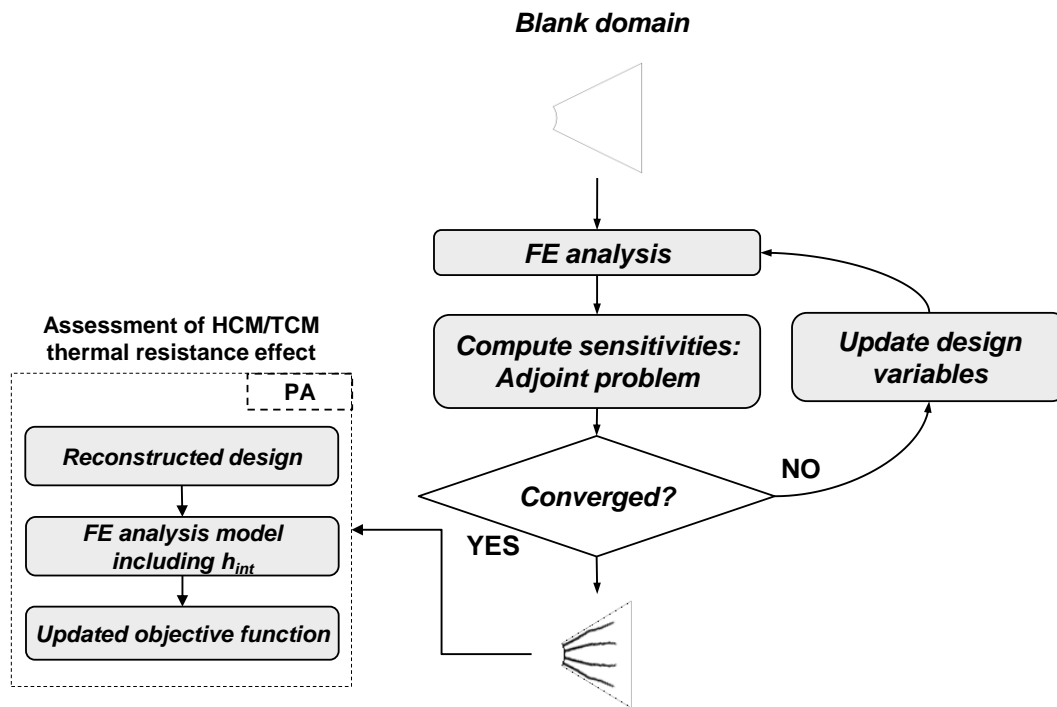 Blank domain
FE analysis
Compute sensitivities:
Adjoint problem
Update design
variables
Converged?
NO
YES
Assessment of HCM/TCM
thermal resistance effect
PA
Reconstructed design
FE analysis model
including h_int
Updated objective function